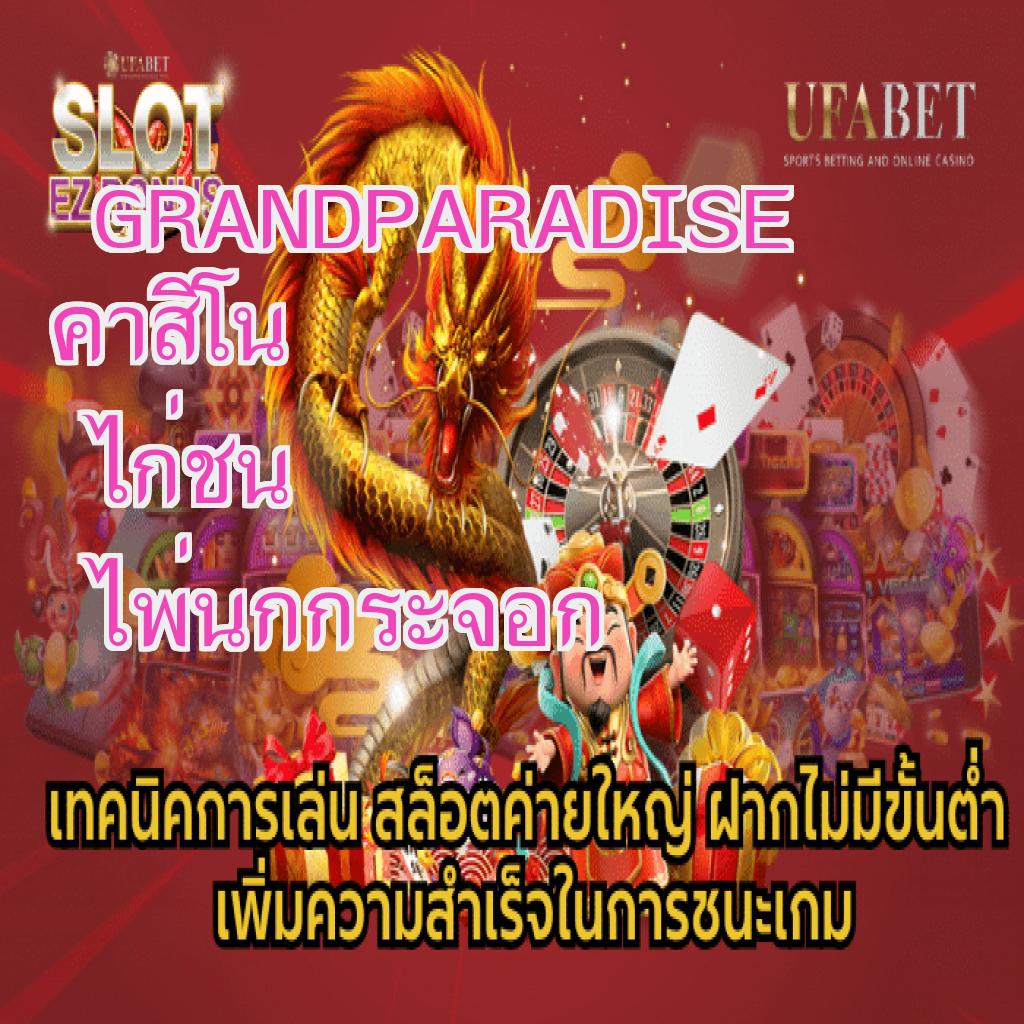 UFABET
SLOT
UFABET
SPORTS BETTING AND ONLINE CASINO
GRANDPARADISE
คาสิโน
ไก่ชน
ไพ่นกกระจอก
เทคนิคการเล่น สล็อตค่ายใหญ่ ฝากไม่มีขั้นต่ำ
เพิ่มความสำเร็จในการชนะเกม